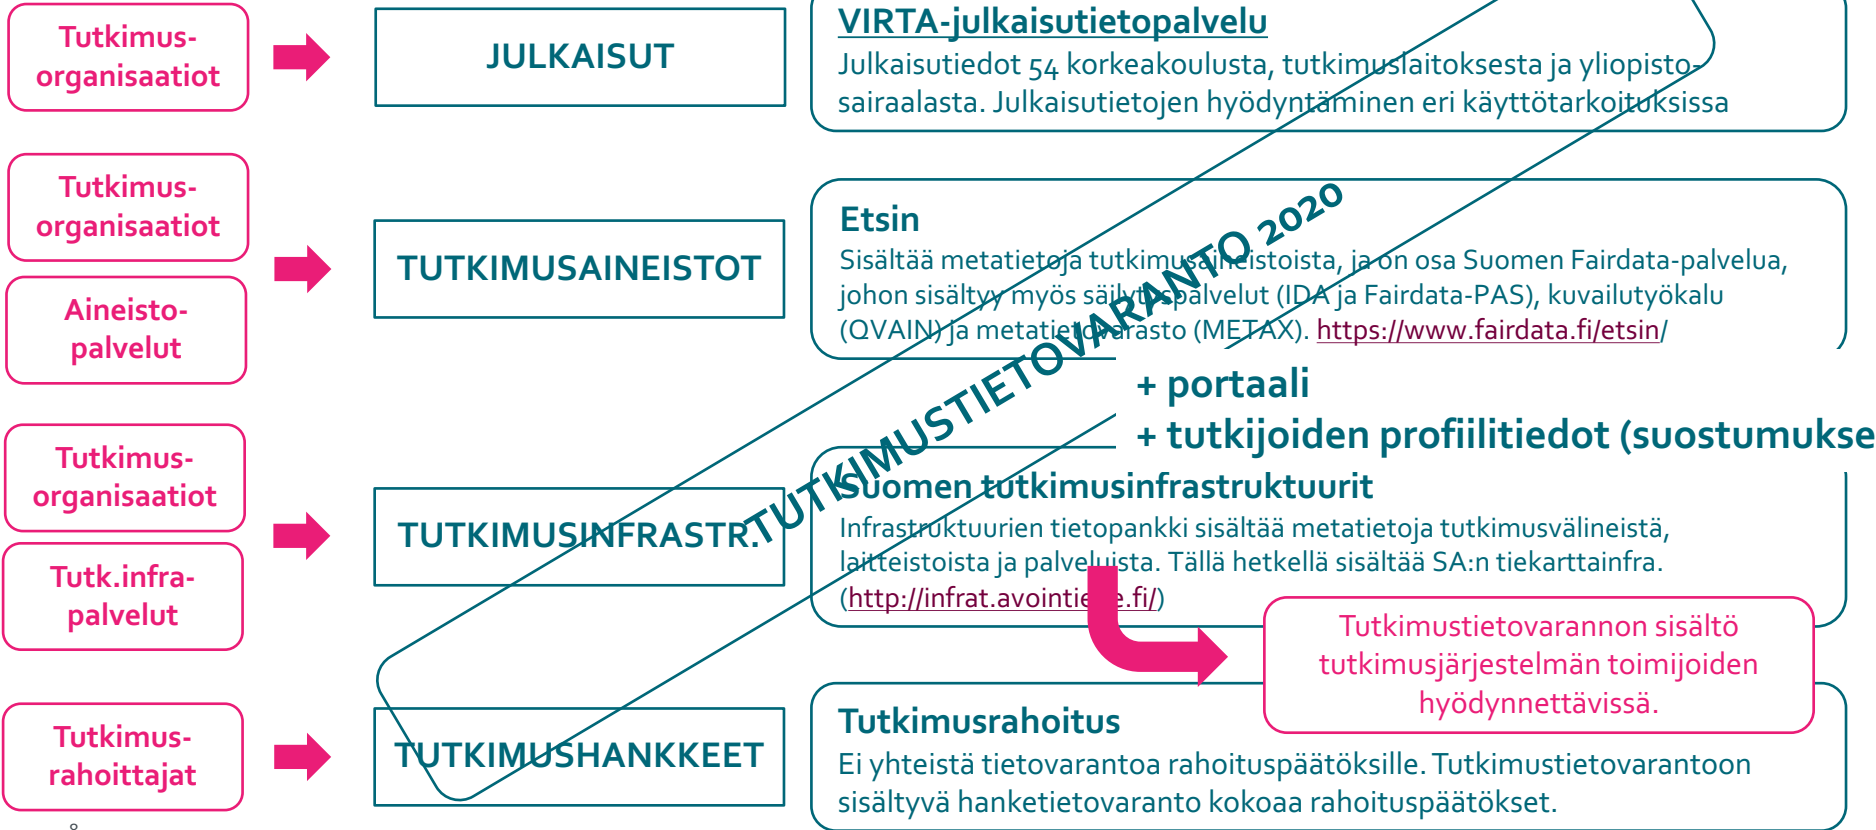 Tutkimus-
organisaatiot
JULKAISUT
VIRTA-julkaisutietopalvelu
Julkaisutiedot 54 korkeakoulusta, tutkimuslaitoksesta ja yliopisto-
sairaalasta. Julkaisutietojen hyödyntäminen eri käyttötarkoituksissa
Tutkimus-
organisaatiot
Aineisto-
palvelut
TUTKIMUSAINEISTOT
Etsin
Sisältää metatietoja tutkimusaineistoista, ja on osa Suomen Fairdata-palvelua,
johon sisältyy myös säilytyspalvelut (IDA ja Fairdata-PAS), kuvailutyökalu
(QVAIN) ja metatietovarasto (METAX). https://www.fairdata.fi/etsin/
TUTKIMUSTIETOVARANTO 2020
+ portaali
+ tutkijoiden profiilitiedot (suostumukse
Tutkimus-
organisaatiot
Tutk.infra-
palvelut
TUTKIMUSINFRASTR.
Suomen tutkimusinfrastruktuurit
Infrastruktuurien tietopankki sisältää metatietoja tutkimusvälineistä,
laitteistoista ja palveluista. Tällä hetkellä sisältää SA:n tiekarttainfra.
(http://infrat.avointiede.fi/)
Tutkimustietovarannon sisältö
tutkimusjärjestelmän toimijoiden
hyödynnettävissä.
Tutkimus-
rahoittajat
TUTKIMUSHANKKEET
Tutkimusrahoitus
Ei yhteistä tietovarantoa rahoituspäätöksille. Tutkimustietovarantoon
sisältyvä hanketietovaranto kokoaa rahoituspäätökset.